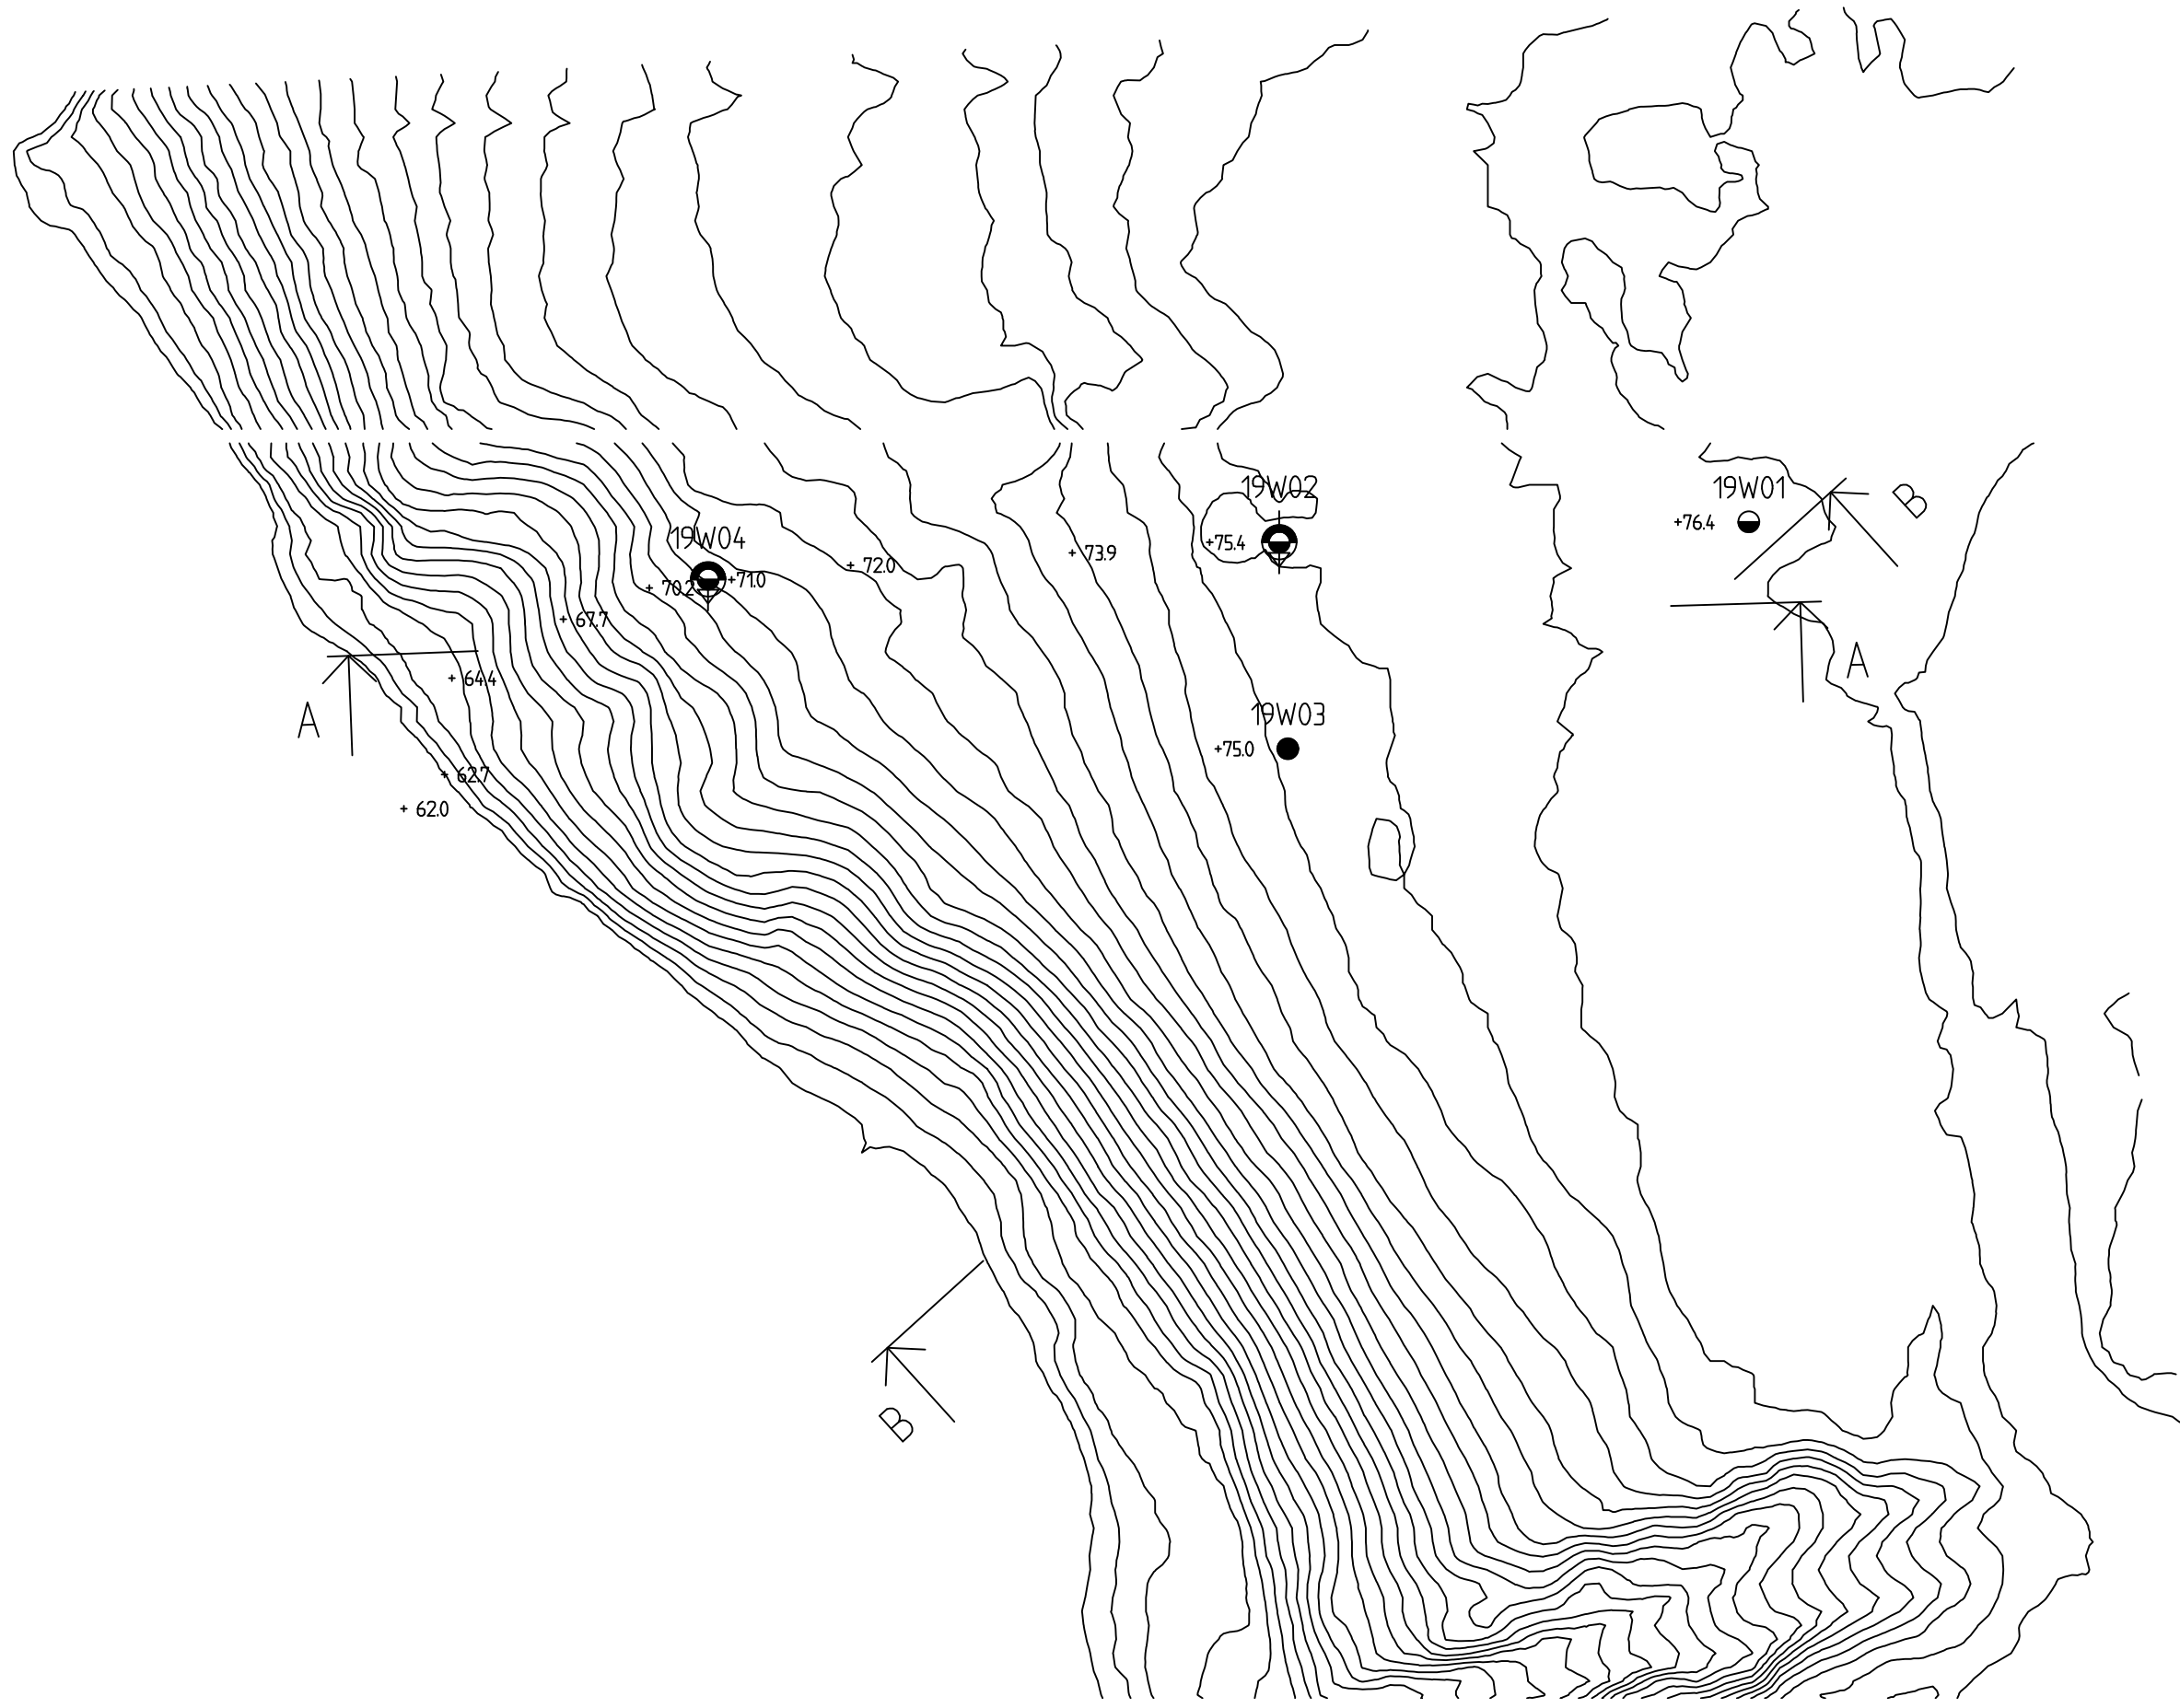 19W02
19W01
B
+76.4
19W04
+75.4
+ 73.9
+ 72.0
+ 70.2
+71.0
+ 67.7
A
+ 64.4
A
19W03
+75.0
+ 62.7
+ 62.0
B